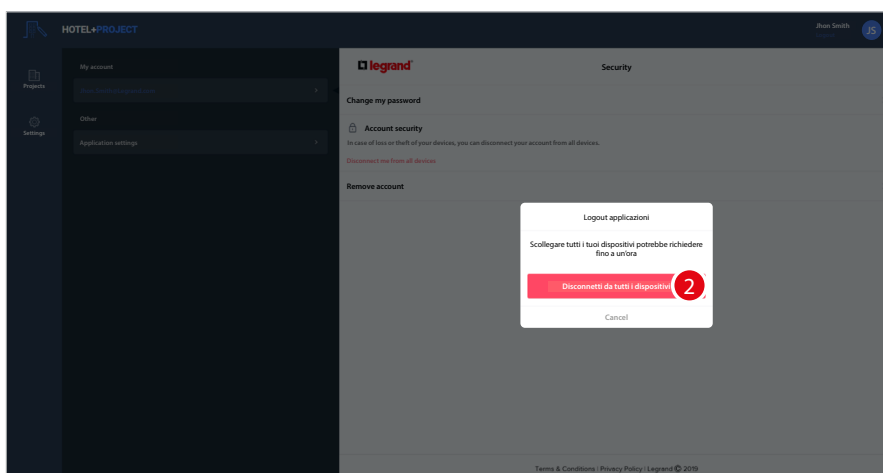 HOTEL+PROJECT
Jhon Smith
JS
Projects
Settings
My account
Other
Application settings
legrand
Security
Change my password
Account security
In case of loss or theft of your devices, you can disconnect your account from all devices.
Disconnect me from all devices
Remove account
Logout applicazioni
Scollegare tutti i tuoi dispositivi potrebbe richiedere
fino a un'ora
Disconnetti da tutti i dispositivi
2
Cancel
Terms & Conditions | Privacy Policy | Legrand © 2019